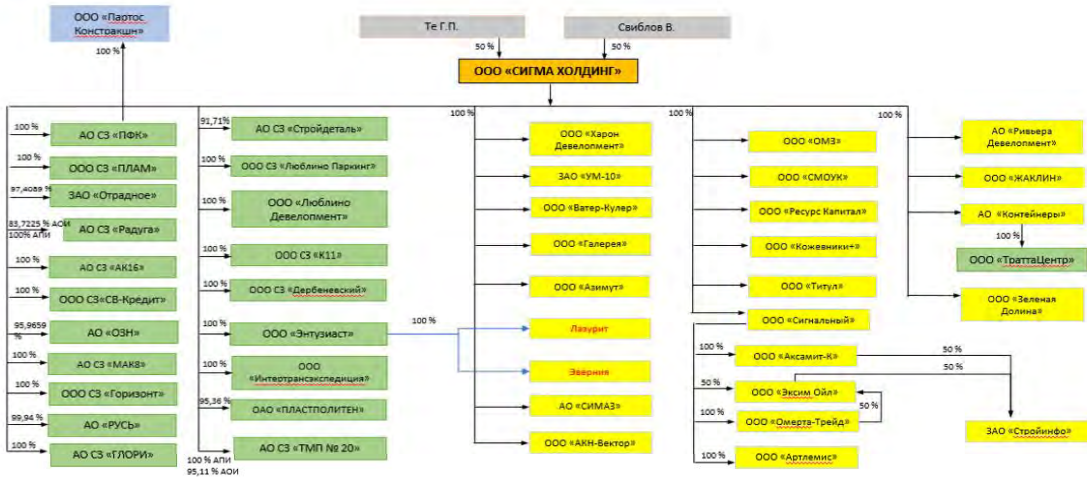 ООО «Партос
Констракшн»
Те Г.П.
Свиблов В.
100 %
50 %
50 %
ООО «СИГМА ХОЛДИНГ»
100 %
АО СЗ «ПФК»
100 %
ООО СЗ «ПЛАМ»
97,4089 %
ЗАО «Отрадное»
83,7225 % АОИ
100% АПИ
АО СЗ «Радуга»
100 %
АО СЗ «АК16»
100 %
ООО СЗ«СВ-Кредит»
95,9659
%
АО «ОЗН»
100 %
АО СЗ «МАК8»
100 %
ООО СЗ «Горизонт»
99,94 %
АО «РУСЬ»
100 %
АО СЗ «ГЛОРИ»
91,71%
АО СЗ «Стройдеталь»
100 %
ООО СЗ «Люблино Паркинг»
100 %
ООО «Люблино
Девелопмент»
100 %
ООО СЗ «К11»
100 %
ООО СЗ «Дербеневский»
100 %
ООО «Энтузиаст»
100 %
100 %
ООО
«Интертрансэкспедиция»
95,36 %
ОАО «ПЛАСТПОЛИТЕН»
АО СЗ «ТМП № 20»
100 % АПИ
95,11 % АОИ
100 %
ООО «Харон
Девелопмент»
ЗАО «УМ-10»
ООО «Ватер-Кулер»
ООО «Галерея»
ООО «Азимут»
Лазурит
Эверния
АО «СИМАЗ»
ООО «АКН-Вектор»
100 %
ООО «ОМЗ»
ООО «СМОУК»
ООО «Ресурс Капитал»
ООО «Кожевники+»
ООО «Титул»
ООО «Сигнальный»
100 %
ООО «Аксамит-К»
50 %
50 %
50 %
ООО «Эксим Ойл»
50 %
100 %
ООО «Омерта-Трейд»
100 %
ООО «Артлемис»
ЗАО «Стройинфо»
100 %
АО «Ривьера
Девелопмент»
ООО «ЖАКЛИН»
АО «Контейнеры»
100 %
ООО «ТраттаЦентр»
ООО «Зеленая
Долина»